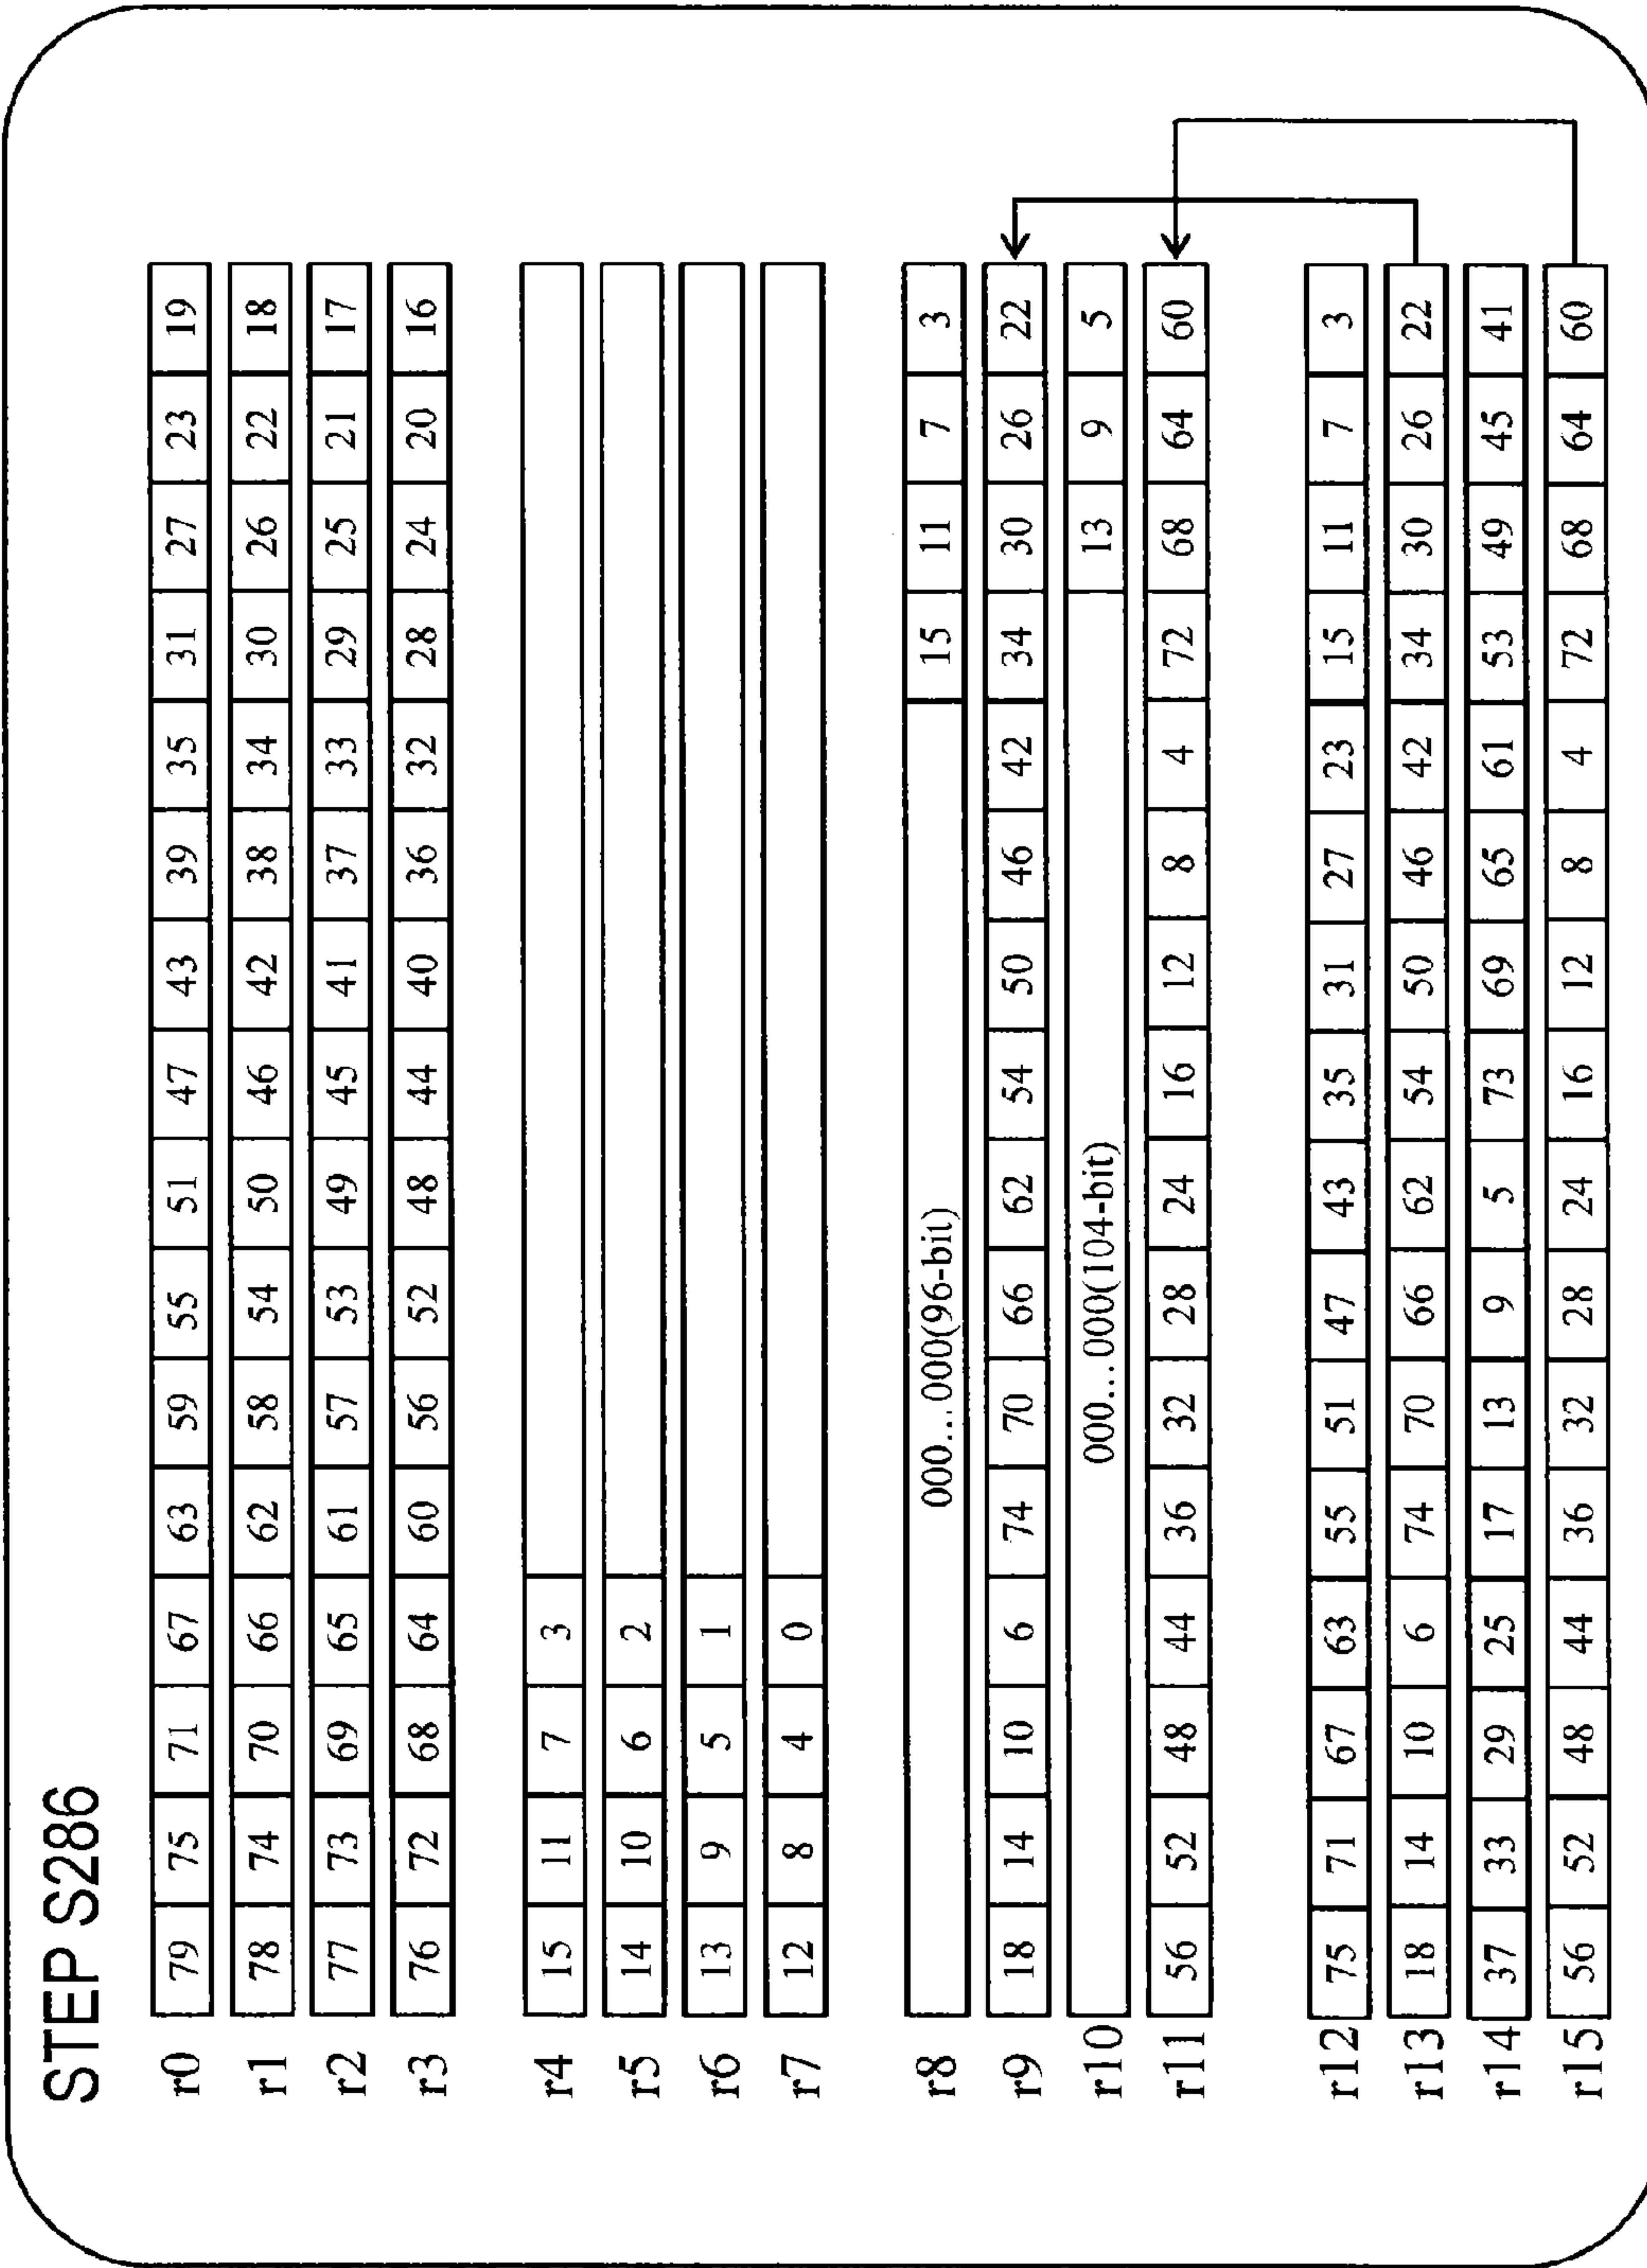 STEP S286
r0 79 75 71 67 63 59 55 51 47 43 39 35 31 27 23 19
r1 78 74 70 66 62 58 54 50 46 42 38 34 30 26 22 18
r2 77 73 69 65 61 57 53 49 45 41 37 33 29 25 21 17
r3 76 72 68 64 60 56 52 48 44 40 36 32 28 24 20 16
r4 15 11 7 3
r5 14 10 6 2
r6 13 9 5 1
r7 12 8 4 0
r8 000...000(96-bit) 15 11 7 3
r9 18 14 10 6 74 70 66 62 54 50 46 42 34 30 26 22
r10 000...000(104-bit) 13 9 5
r11 56 52 48 44 36 32 28 24 16 12 8 4 72 68 64 60
r12 75 71 67 63 55 51 47 43 35 31 27 23 15 11 7 3
r13 18 14 10 6 74 70 66 62 54 50 46 42 34 30 26 22
r14 37 33 29 25 17 13 9 5 73 69 65 61 53 49 45 41
r15 56 52 48 44 36 32 28 24 16 12 8 4 72 68 64 60